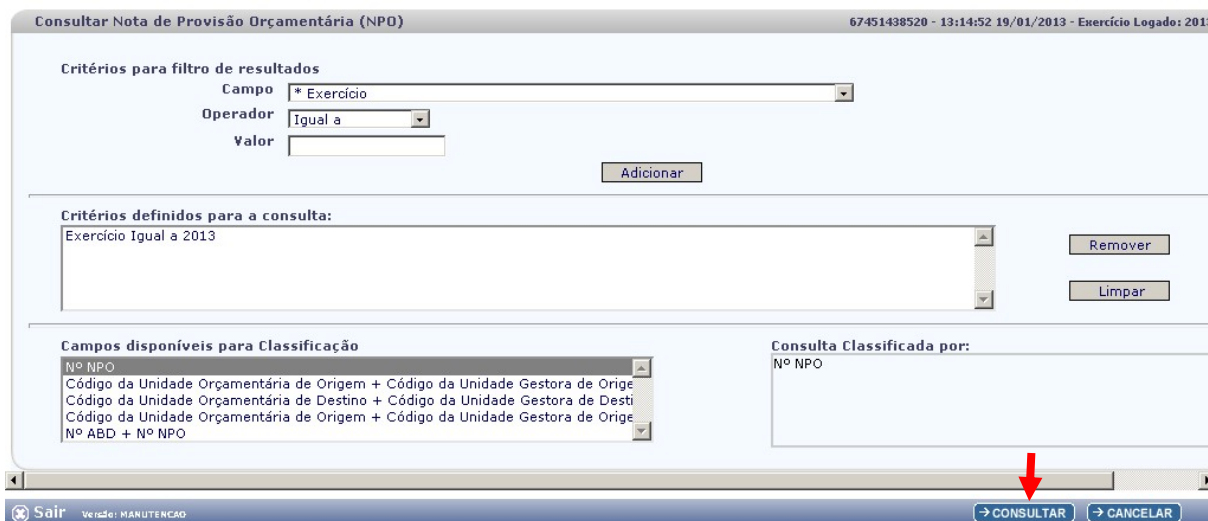 Consultar Nota de Provisão Orçamentária (NPO) 67451438520 - 13:14:52 19/01/2013 - Exercício Logado: 2013
Critérios para filtro de resultados
Campo * Exercício
Operador Igual a
Valor
Adicionar
Critérios definidos para a consulta:
Exercício Igual a 2013
Remover
Limpar
Campos disponíveis para Classificação Consulta Classificada por:
Nº NPO Nº NPO
Código da Unidade Orçamentária de Origem + Código da Unidade Gestora de Orige
Código da Unidade Orçamentária de Destino + Código da Unidade Gestora de Desti
Código da Unidade Orçamentária de Origem + Código da Unidade Gestora de Orige
Nº ABD + Nº NPO
Sair Versão: MANUTENCAO CONSULTAR CANCELAR